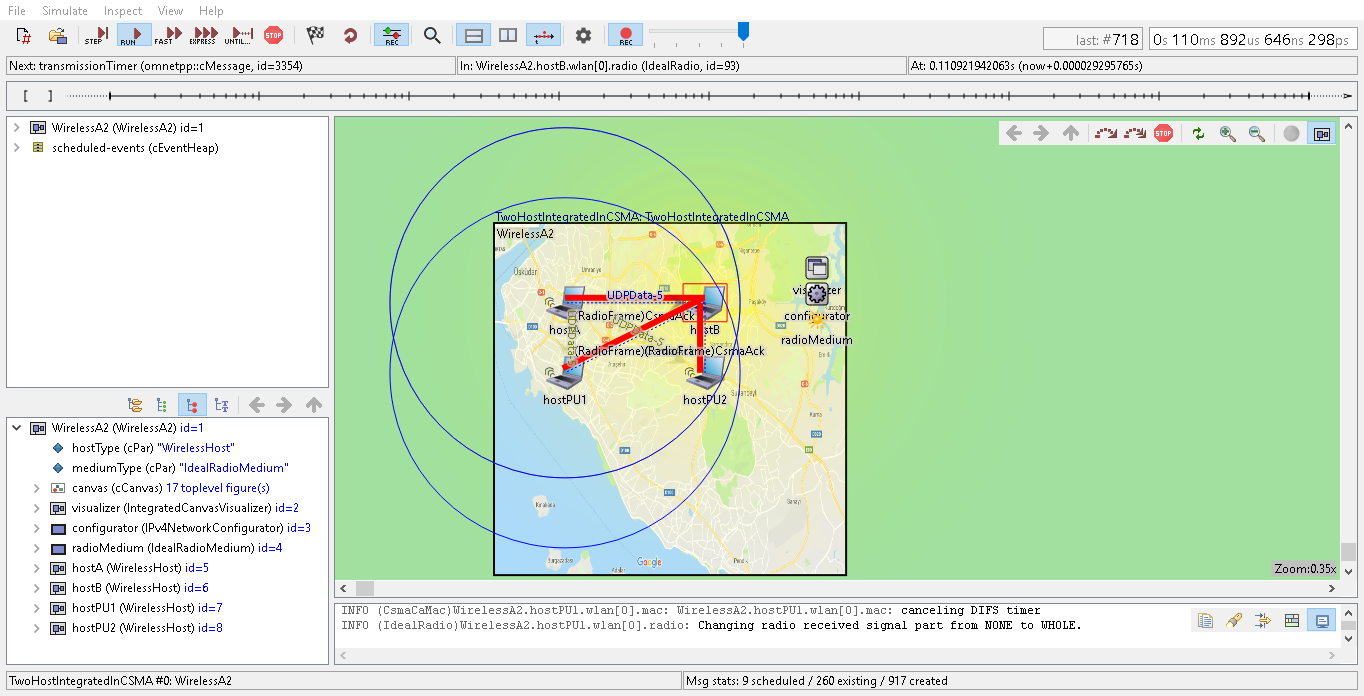 File Simulate Inspect View Help
STEP RUN FAST EXPRESS UNTIL... STOP REC REC
last: #718 0s 110ms 892us 646ns 298ps
Next: transmissionTimer (omnetpp::cMessage, id=3354) In: WirelessA2.hostB.wlan[0].radio (IdealRadio, id=93) At: 0.110921942063s (now+0.000029295765s)
WirelessA2 (WirelessA2) id=1
scheduled-events (cEventHeap)
WirelessA2 (WirelessA2) id=1
hostType (cPar) "WirelessHost"
mediumType (cPar) "IdealRadioMedium"
canvas (cCanvas) 17 toplevel figure(s)
visualizer (IntegratedCanvasVisualizer) id=2
configurator (IPv4NetworkConfigurator) id=3
radioMedium (IdealRadioMedium) id=4
hostA (WirelessHost) id=5
hostB (WirelessHost) id=6
hostPU1 (WirelessHost) id=7
hostPU2 (WirelessHost) id=8
STOP
TwoHostIntegratedInCSMA: TwoHostIntegratedInCSMA
WirelessA2
Üsküdar
Ümraniye
UDPData-5
visualizer
(RadioFrame)CsmaAck
configurator
hostA
hostB
UDPData-5
UDPData-5
radioMedium
(RadioFrame)
(RadioFrame)CsmaAck
hostPU1
hostPU2
Google
Zoom:0.35x
INFO (CsmaCaMac)WirelessA2.hostPU1.wlan[0].mac: WirelessA2.hostPU1.wlan[0].mac: canceling DIFS timer
INFO (IdealRadio)WirelessA2.hostPU1.wlan[0].radio: Changing radio received signal part from NONE to WHOLE.
TwoHostIntegratedInCSMA #0: WirelessA2 Msg stats: 9 scheduled / 260 existing / 917 created